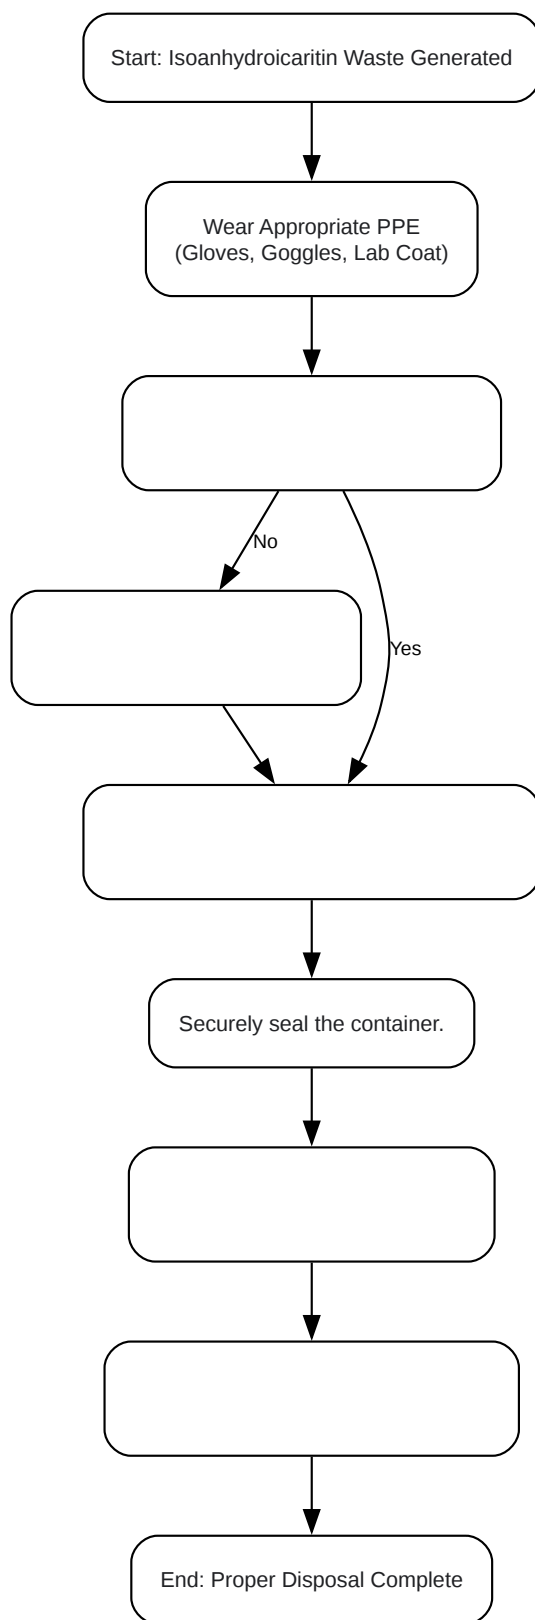 Start: Isoanhydroicaritin Waste Generated
Wear Appropriate PPE
(Gloves, Goggles, Lab Coat)
No
Yes
Securely seal the container.
End: Proper Disposal Complete